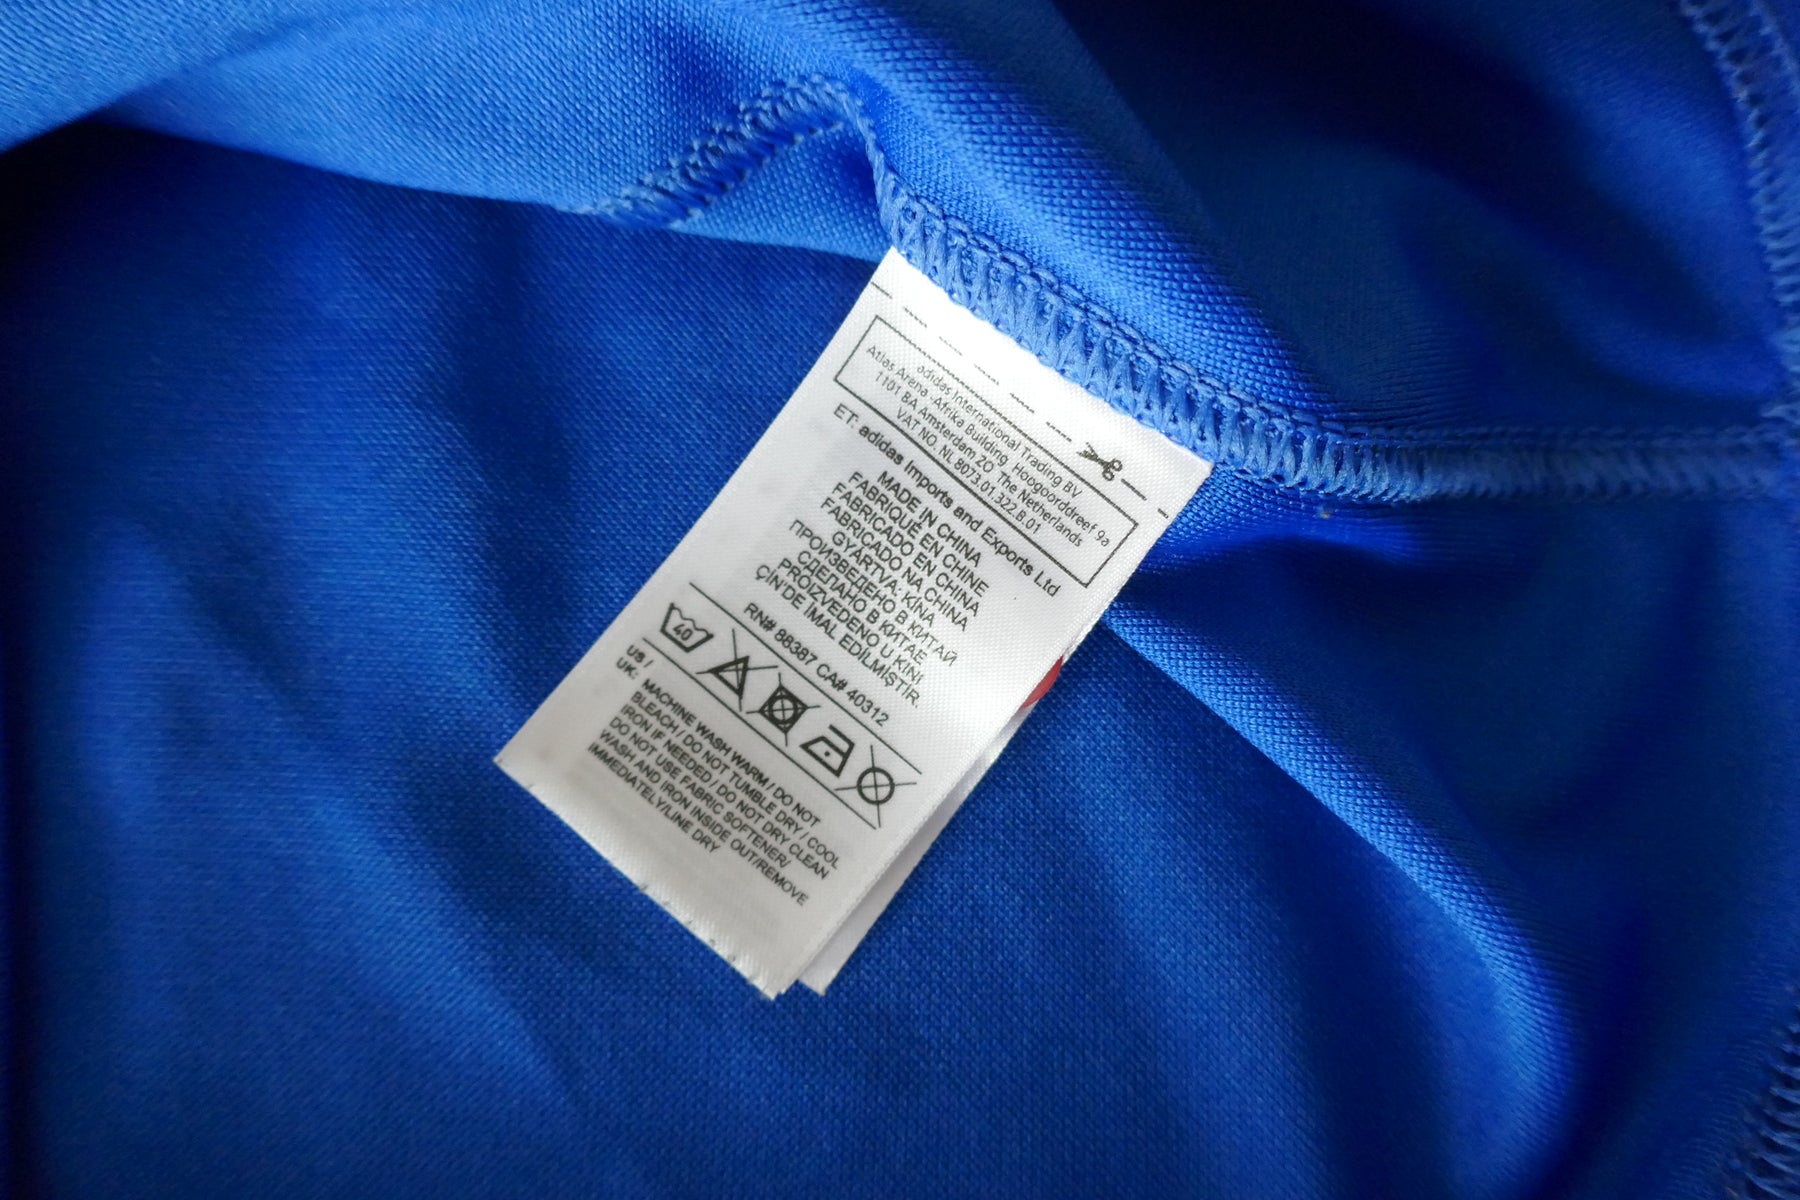 adidas International Trading BV
Atlas Arena -Afrika Building, Hoogoorddreef 9a
1101 BA Amsterdam ZO The Netherlands
VAT NO. NL 8073.01.322.B.01
ET: adidas Imports and Exports Ltd
MADE IN CHINA
FABRIQUÉ EN CHINE
FABRICADO EN CHINA
FABRICADO NA CHINA
GYÁRTVA: KÍNA
ПРОИЗВЕДЕНО В КИТАЙ
СДЕЛАНО В КИТАЕ
PROIZVEDENO U KINI
ÇİN'DE İMAL EDİLMİŞTİR.
RN# 88387 CA# 40312
40
US /
UK:
MACHINE WASH WARM / DO NOT
BLEACH / DO NOT TUMBLE DRY / COOL
IRON IF NEEDED / DO NOT DRY CLEAN
DO NOT USE FABRIC SOFTENER/
WASH AND IRON INSIDE OUT/REMOVE
IMMEDIATELY/LINE DRY